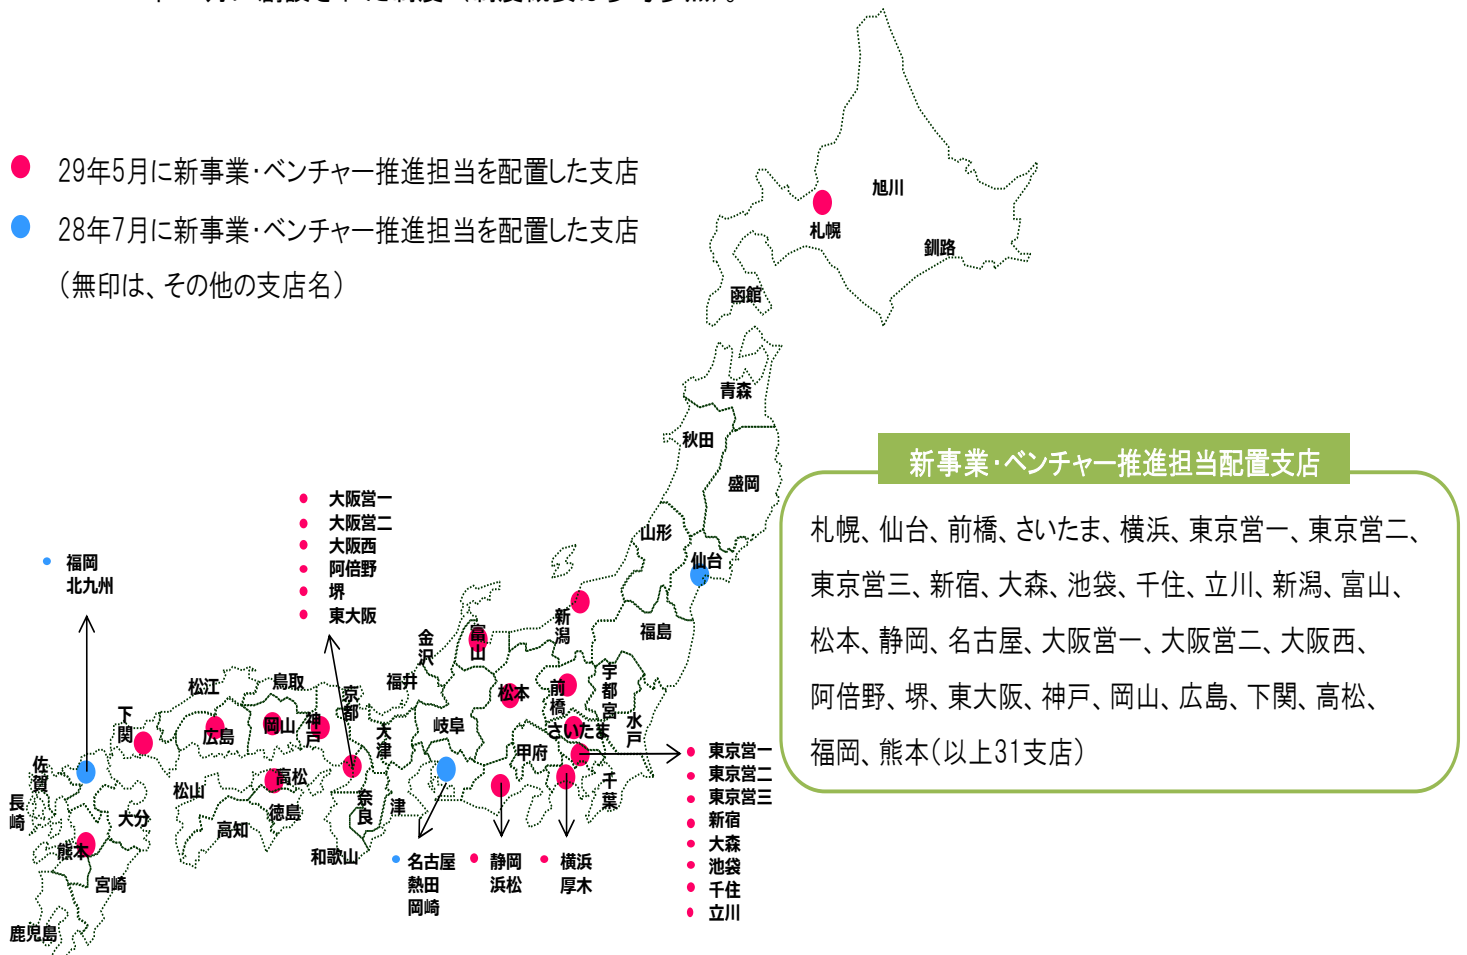 29年5月に新事業・ベンチャー推進担当を配置した支店
28年7月に新事業・ベンチャー推進担当を配置した支店
（無印は、その他の支店名）
旭川
札幌
釧路
函館
青森
秋田
盛岡
山形
仙台
福島
新潟
富山
金沢
福井
松本
前橋
宇都宮
水戸
さいたま
千葉
甲府
岐阜
京都
大津
奈良
津
和歌山
神戸
鳥取
岡山
松江
広島
下関
高松
徳島
松山
高知
佐賀
長崎
大分
熊本
宮崎
鹿児島
福岡
北九州
大阪営一
大阪営二
大阪西
阿倍野
堺
東大阪
名古屋
熱田
岡崎
静岡
浜松
横浜
厚木
東京営一
東京営二
東京営三
新宿
大森
池袋
千住
立川
新事業・ベンチャー推進担当配置支店
札幌、仙台、前橋、さいたま、横浜、東京営一、東京営二、
東京営三、新宿、大森、池袋、千住、立川、新潟、富山、
松本、静岡、名古屋、大阪営一、大阪営二、大阪西、
阿倍野、堺、東大阪、神戸、岡山、広島、下関、高松、
福岡、熊本（以上31支店）